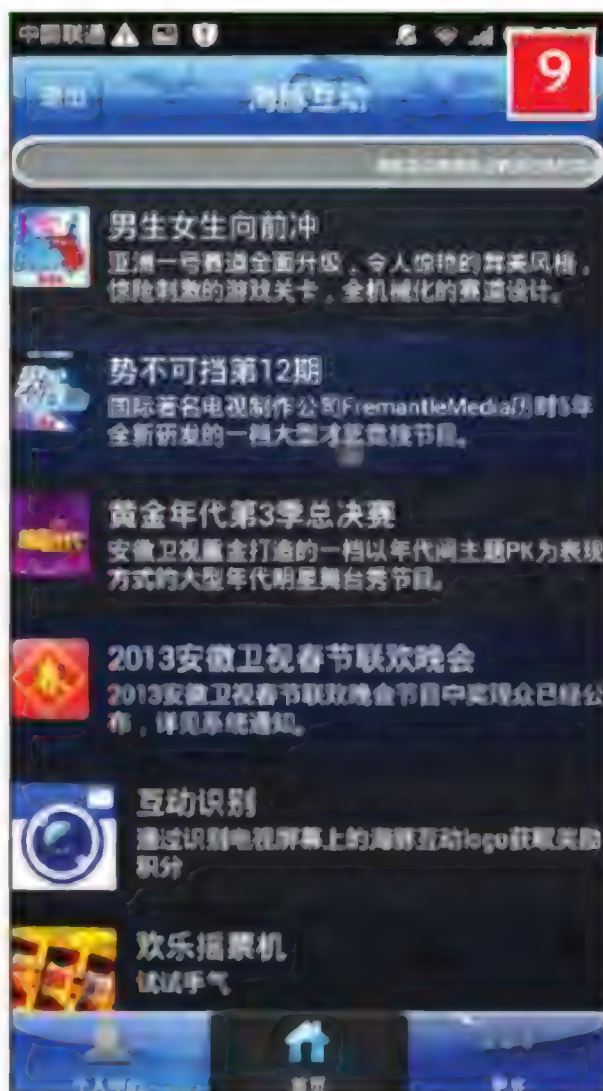 中国联通
9
退出
海豚互动
男生女生向前冲
亚洲一号赛道全面升级，令人惊艳的舞美风格，
惊险刺激的游戏关卡，全机械化的赛道设计。
势不可挡第12期
国际著名电视制作公司FremantleMedia历时5年
全新研发的一档大型才艺竞技节目。
黄金年代第3季总决赛
安徽卫视重金打造的一档以年代间主题PK为表现
方式的大型年代明星舞台秀节目。
2013安徽卫视春节联欢晚会
2013安徽卫视春节联欢晚会节目中奖观众已经公
布，详见系统通知。
互动识别
通过识别电视屏幕上的海豚互动logo获取奖励
积分
欢乐摇票机
试试手气
首页